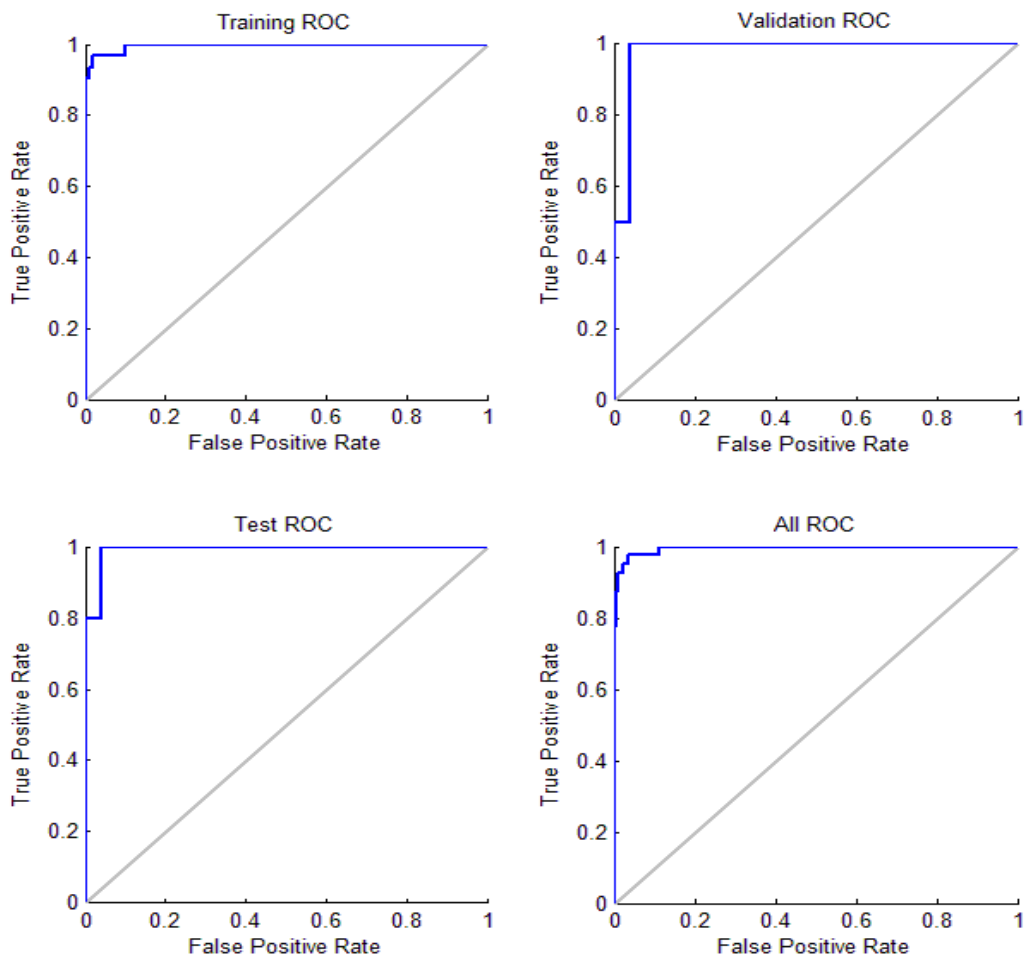 Training ROC
1
0.8
0.6
0.4
0.2
0
True Positive Rate
0 0.2 0.4 0.6 0.8 1
False Positive Rate
Validation ROC
1
0.8
0.6
0.4
0.2
0
True Positive Rate
0 0.2 0.4 0.6 0.8 1
False Positive Rate
Test ROC
1
0.8
0.6
0.4
0.2
0
True Positive Rate
0 0.2 0.4 0.6 0.8 1
False Positive Rate
All ROC
1
0.8
0.6
0.4
0.2
0
True Positive Rate
0 0.2 0.4 0.6 0.8 1
False Positive Rate